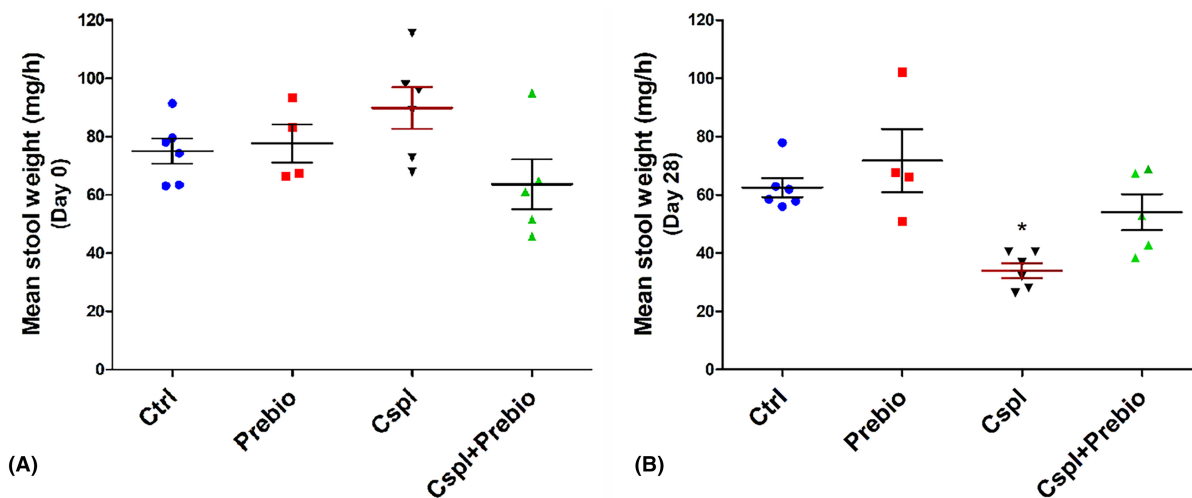 Mean stool weight (mg/h)
(Day 0)
120
100
80
60
40
20
0
Ctrl
Prebio
Cspl
Cspl+Prebio
(A)
Mean stool weight (mg/h)
(Day 28)
120
100
80
60
40
20
0
*
Ctrl
Prebio
Cspl
Cspl+Prebio
(B)